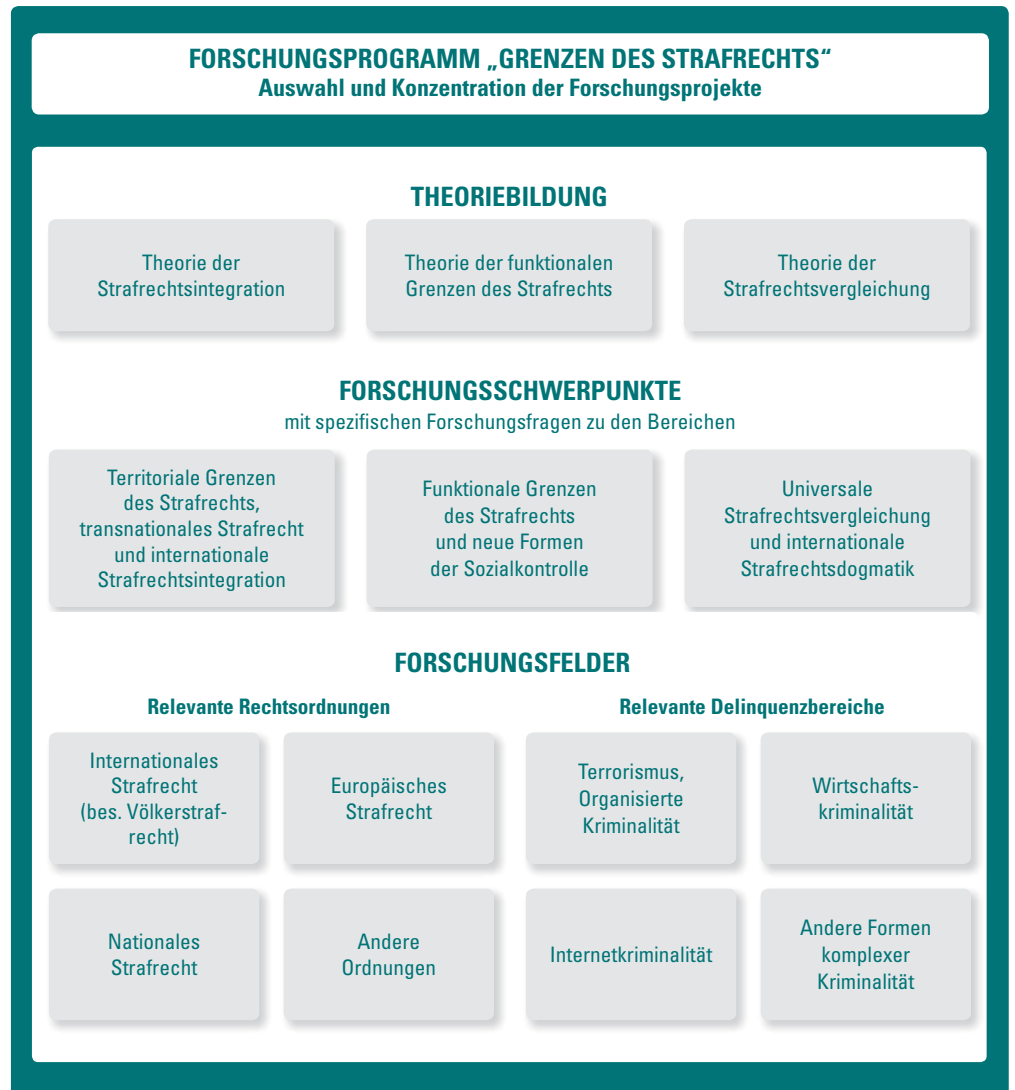 FORSCHUNGSPROGRAMM „GRENZEN DES STRAFRECHTS“
Auswahl und Konzentration der Forschungsprojekte
THEORIEBILDUNG
Theorie der
Strafrechtsintegration
Theorie der funktionalen
Grenzen des Strafrechts
Theorie der
Strafrechtsvergleichung
FORSCHUNGSSCHWERPUNKTE
mit spezifischen Forschungsfragen zu den Bereichen
Territoriale Grenzen
des Strafrechts,
transnationales Strafrecht
und internationale
Strafrechtsintegration
Funktionale Grenzen
des Strafrechts
und neue Formen
der Sozialkontrolle
Universale
Strafrechtsvergleichung
und internationale
Strafrechtsdogmatik
FORSCHUNGSFELDER
Relevante Rechtsordnungen
Internationales
Strafrecht
(bes. Völkerstraf-
recht)
Europäisches
Strafrecht
Nationales
Strafrecht
Andere
Ordnungen
Relevante Delinquenzbereiche
Terrorismus,
Organisierte
Kriminalität
Wirtschafts-
kriminalität
Internetkriminalität
Andere Formen
komplexer
Kriminalität